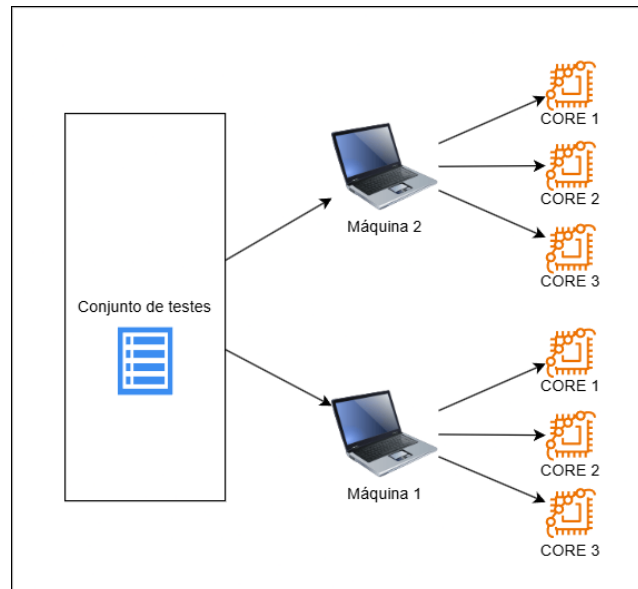 CORE 1
CORE 2
Máquina 2
CORE 3
Conjunto de testes
CORE 1
CORE 2
Máquina 1
CORE 3